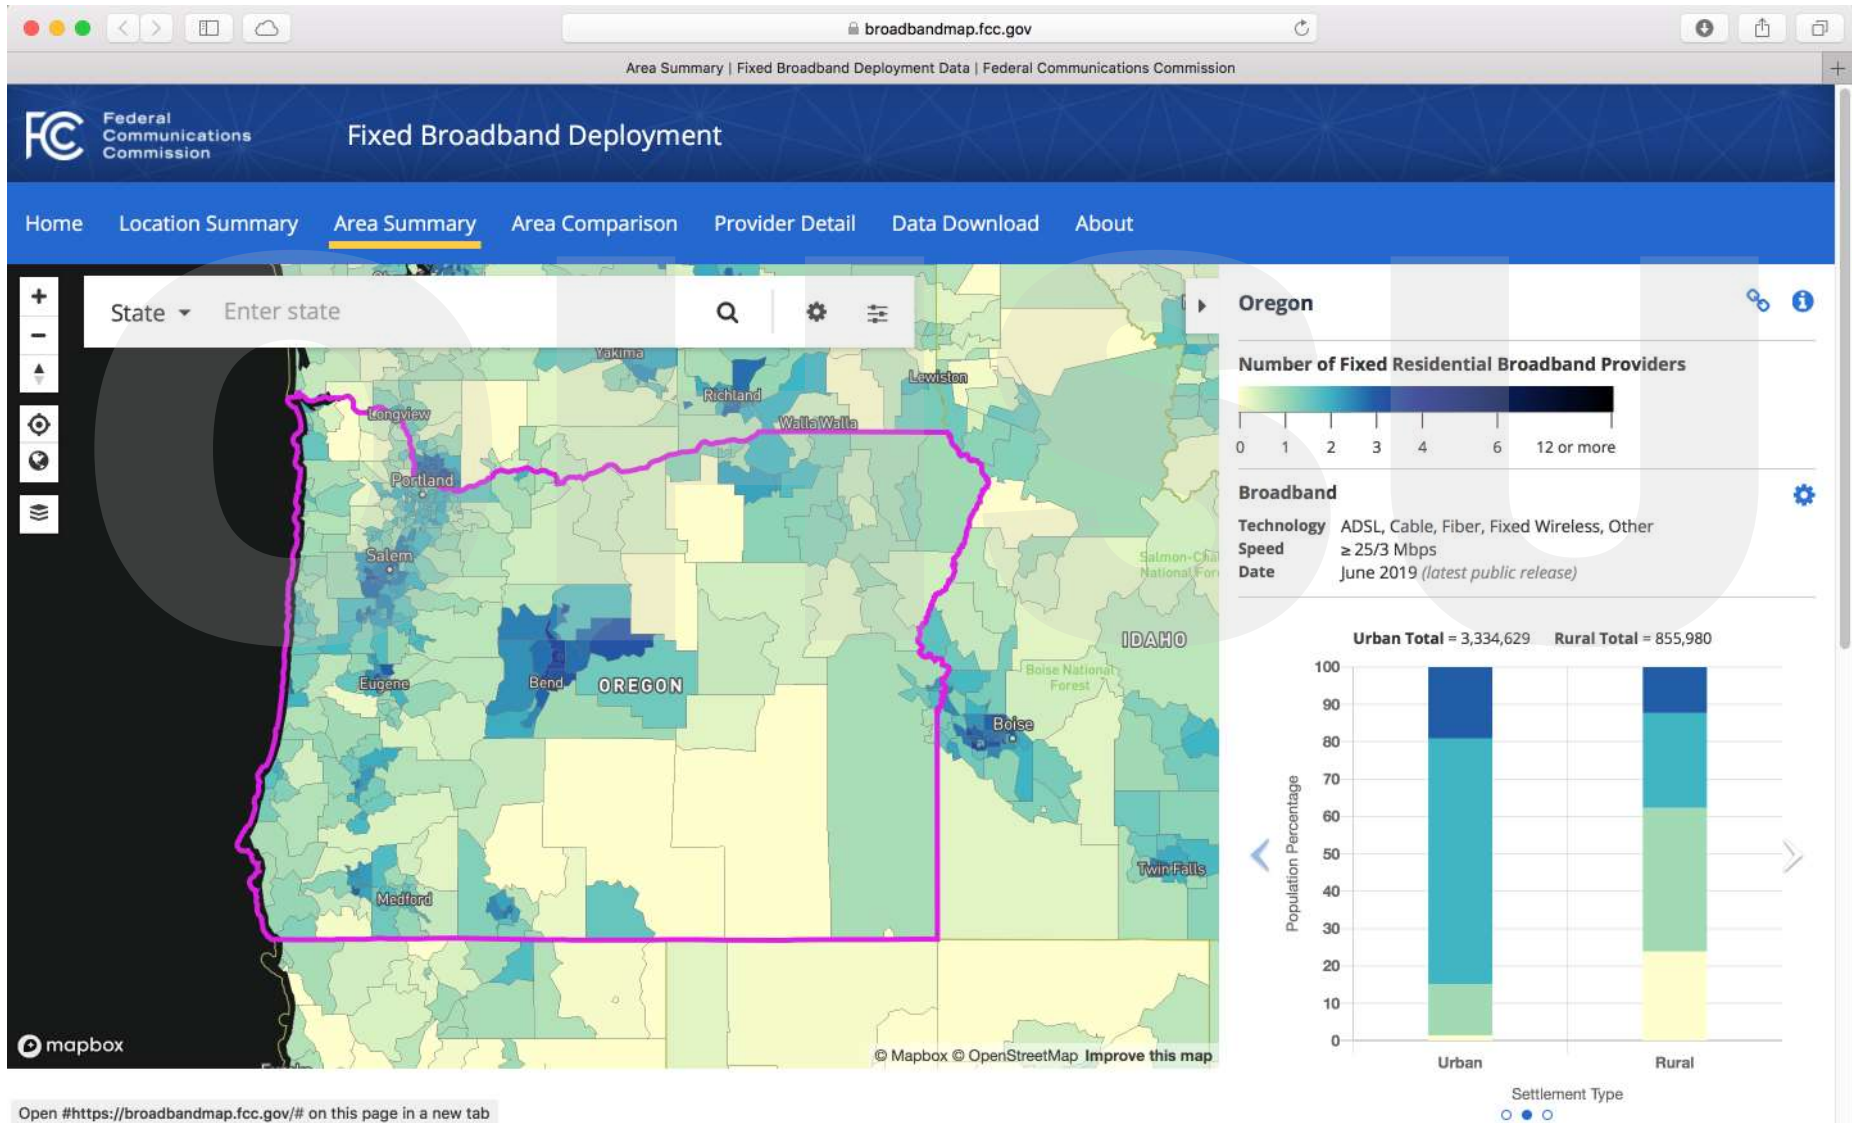 broadbandmap.fcc.gov
Area Summary | Fixed Broadband Deployment Data | Federal Communications Commission
FCC
Federal
Communications
Commission
Fixed Broadband Deployment
Home Location Summary Area Summary Area Comparison Provider Detail Data Download About
State Enter state
Yakima
Richland
Lewiston
Longview
Walla Walla
Portland
Salem
Salmon-Chal
National For
IDAHO
Boise National
Forest
Eugene
Bend
OREGON
Boise
Twin Falls
Medford
mapbox
© Mapbox © OpenStreetMap Improve this map
Open #https://broadbandmap.fcc.gov/# on this page in a new tab
Oregon
Number of Fixed Residential Broadband Providers
0 1 2 3 4 6 12 or more
Broadband
Technology ADSL, Cable, Fiber, Fixed Wireless, Other
Speed ≥ 25/3 Mbps
Date June 2019 (latest public release)
Urban Total = 3,334,629 Rural Total = 855,980
100
90
80
70
60
50
40
30
20
10
0
Population Percentage
Urban Rural
Settlement Type
OHSU